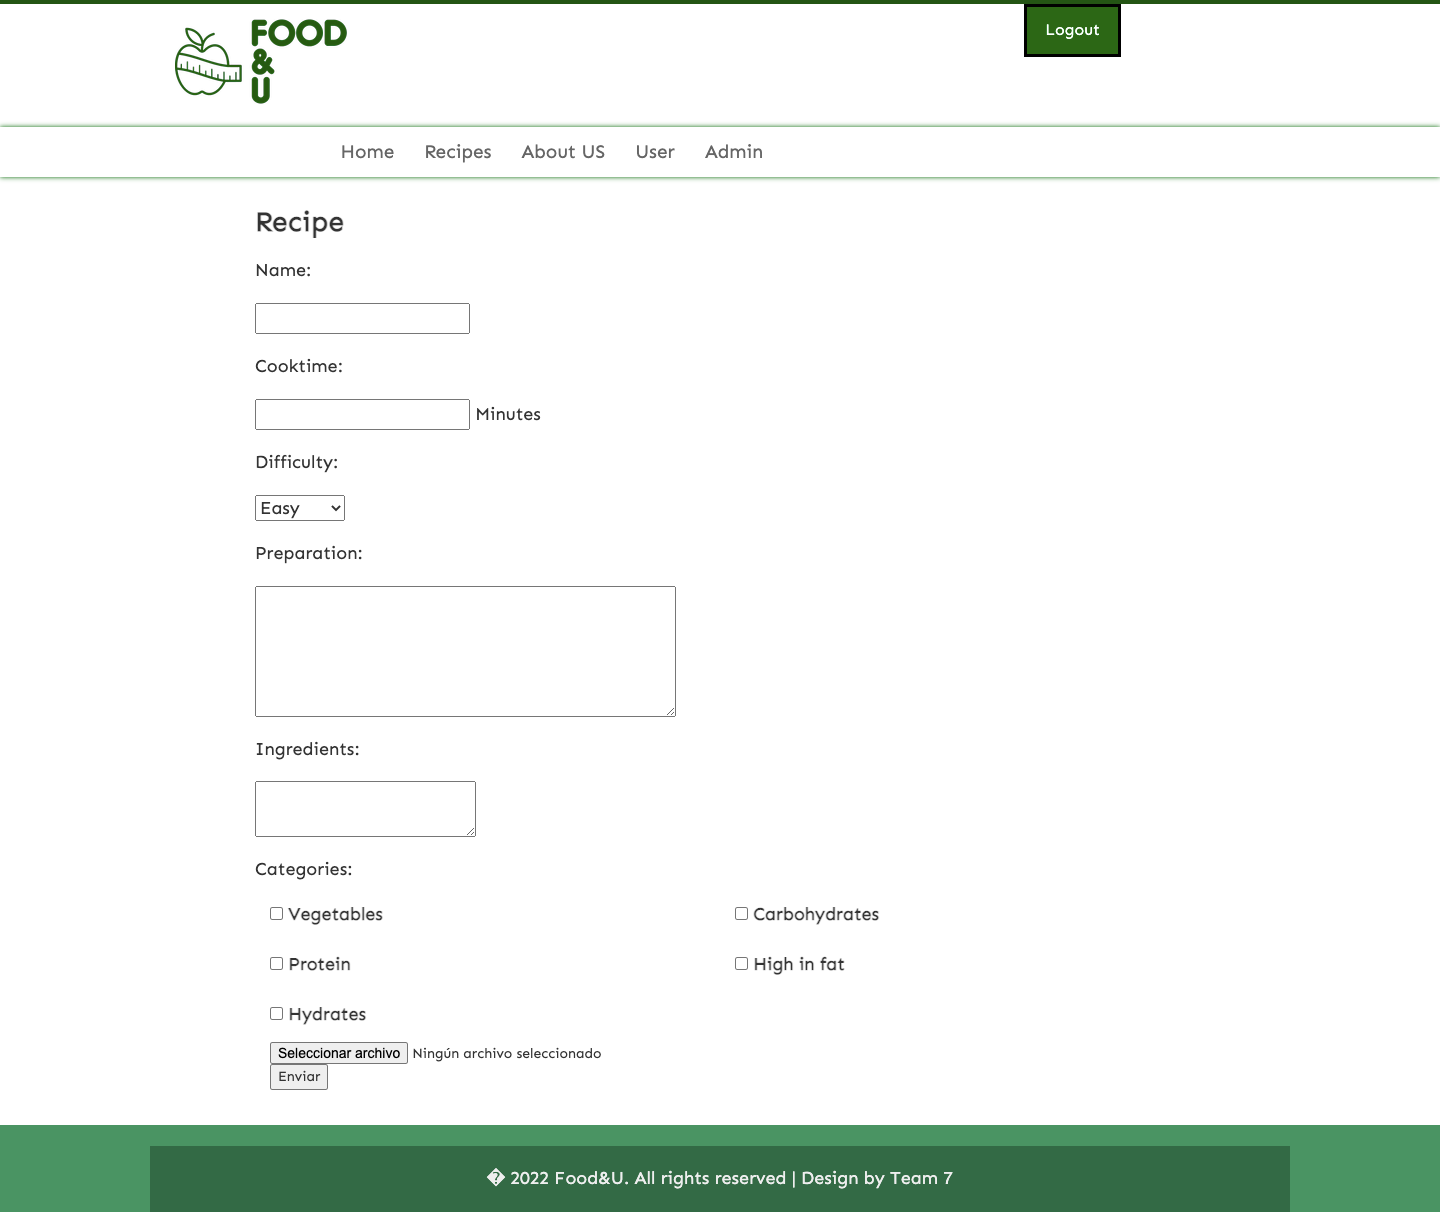 FOOD
&
U
Logout
Home Recipes About US User Admin
Recipe
Name:
Cooktime:
Minutes
Difficulty:
Easy
Preparation:
Ingredients:
Categories:
Vegetables Carbohydrates
Protein High in fat
Hydrates
Seleccionar archivo Ningún archivo seleccionado
Enviar
� 2022 Food&U. All rights reserved | Design by Team 7